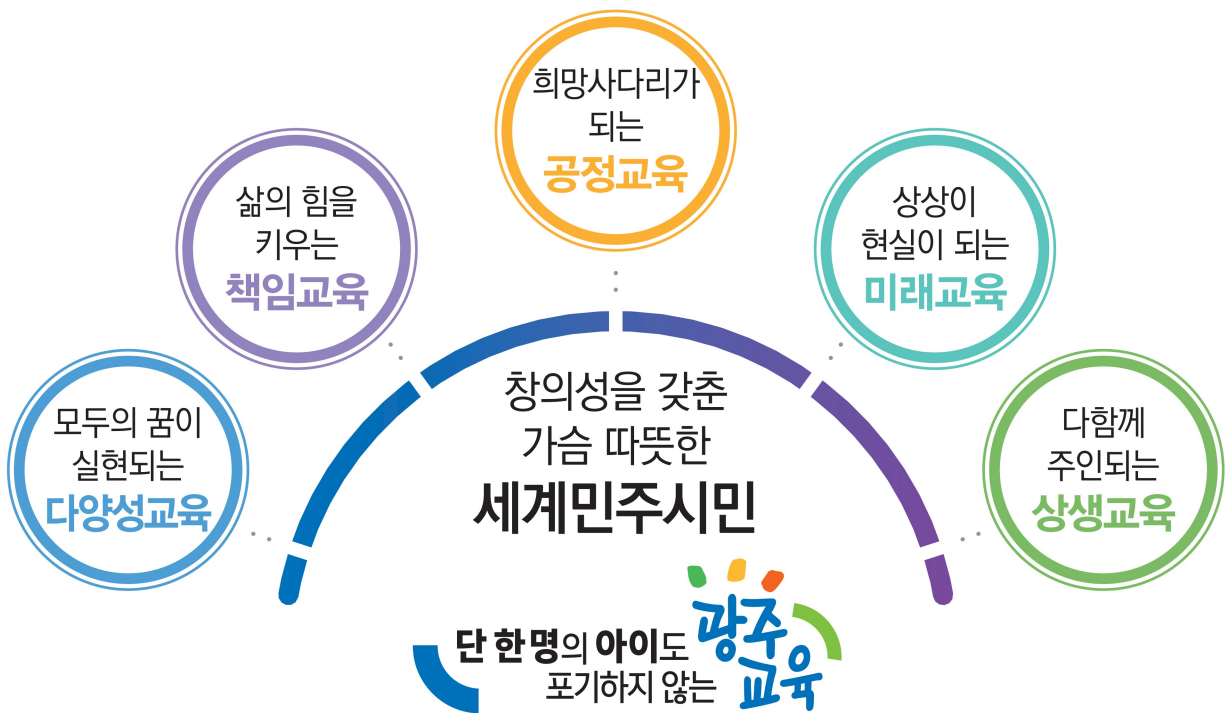 희망사다리가
되는
공정교육
삶의 힘을
키우는
책임교육
상상이
현실이 되는
미래교육
모두의 꿈이
실현되는
다양성교육
다함께
주인되는
상생교육
창의성을 갖춘
가슴 따뜻한
세계민주시민
단 한 명의 아이도
포기하지 않는
광주
교육